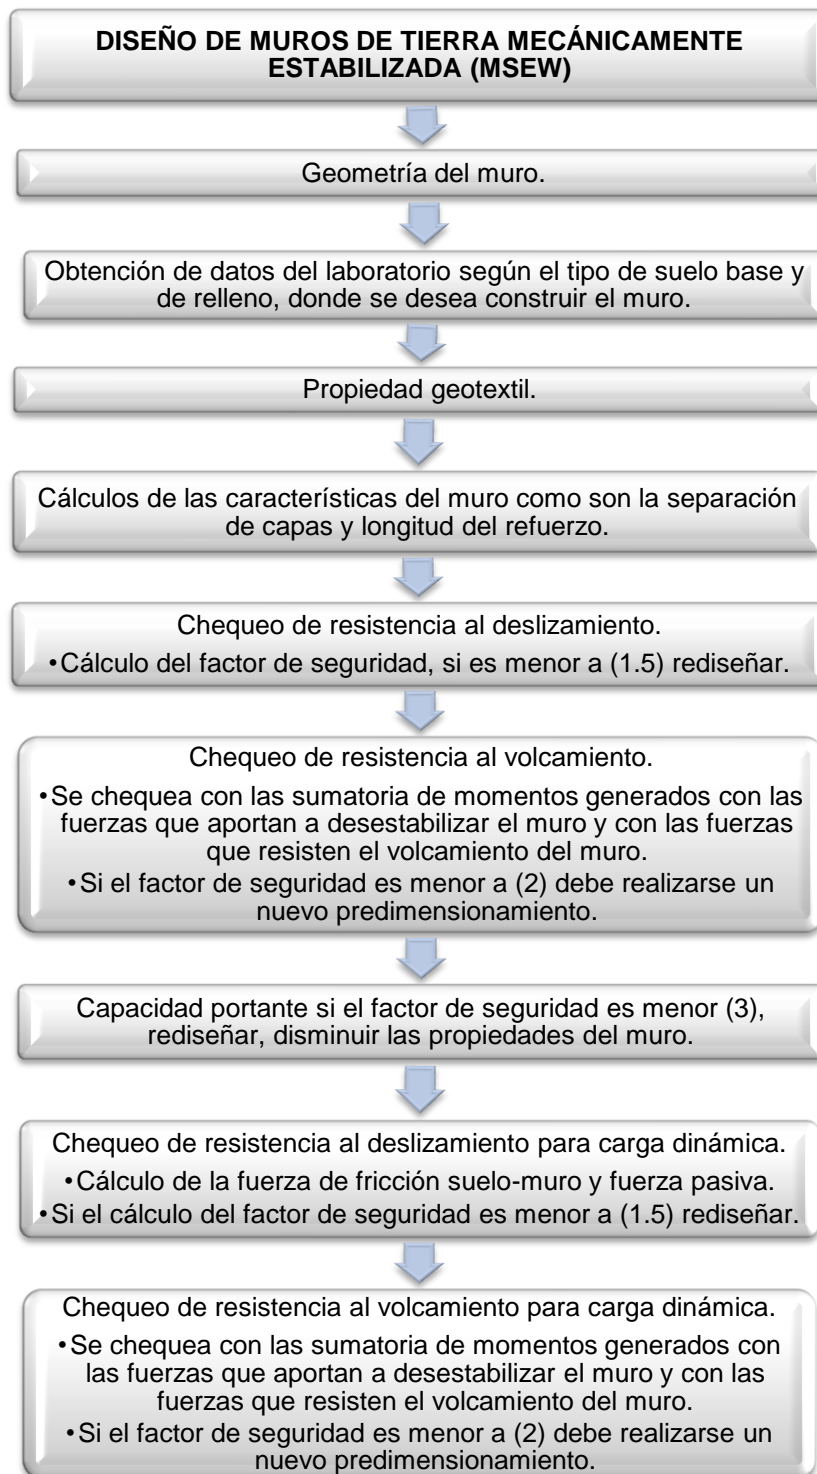 DISEÑO DE MUROS DE TIERRA MECÁNICAMENTE
ESTABILIZADA (MSEW)
Geometría del muro.
Obtención de datos del laboratorio según el tipo de suelo base y
de relleno, donde se desea construir el muro.
Propiedad geotextil.
Cálculos de las características del muro como son la separación
de capas y longitud del refuerzo.
Chequeo de resistencia al deslizamiento.
•Cálculo del factor de seguridad, si es menor a (1.5) rediseñar.
Chequeo de resistencia al volcamiento.
•Se chequea con las sumatoria de momentos generados con las
fuerzas que aportan a desestabilizar el muro y con las fuerzas
que resisten el volcamiento del muro.
•Si el factor de seguridad es menor a (2) debe realizarse un
nuevo predimensionamiento.
Capacidad portante si el factor de seguridad es menor (3),
rediseñar, disminuir las propiedades del muro.
Chequeo de resistencia al deslizamiento para carga dinámica.
•Cálculo de la fuerza de fricción suelo-muro y fuerza pasiva.
•Si el cálculo del factor de seguridad es menor a (1.5) rediseñar.
Chequeo de resistencia al volcamiento para carga dinámica.
•Se chequea con las sumatoria de momentos generados con
las fuerzas que aportan a desestabilizar el muro y con las
fuerzas que resisten el volcamiento del muro.
•Si el factor de seguridad es menor a (2) debe realizarse un
nuevo predimensionamiento.